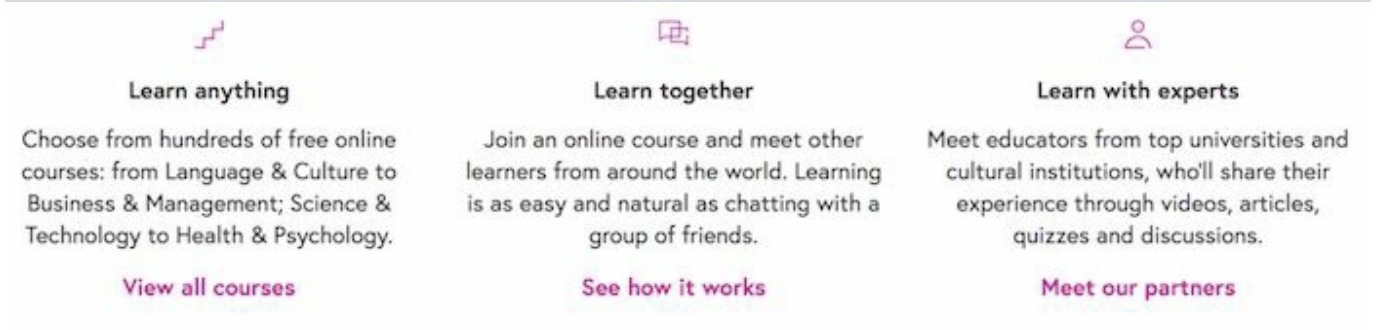 Learn anything
Choose from hundreds of free online
courses: from Language & Culture to
Business & Management; Science &
Technology to Health & Psychology.
View all courses
Learn together
Join an online course and meet other
learners from around the world. Learning
is as easy and natural as chatting with a
group of friends.
See how it works
Learn with experts
Meet educators from top universities and
cultural institutions, who'll share their
experience through videos, articles,
quizzes and discussions.
Meet our partners